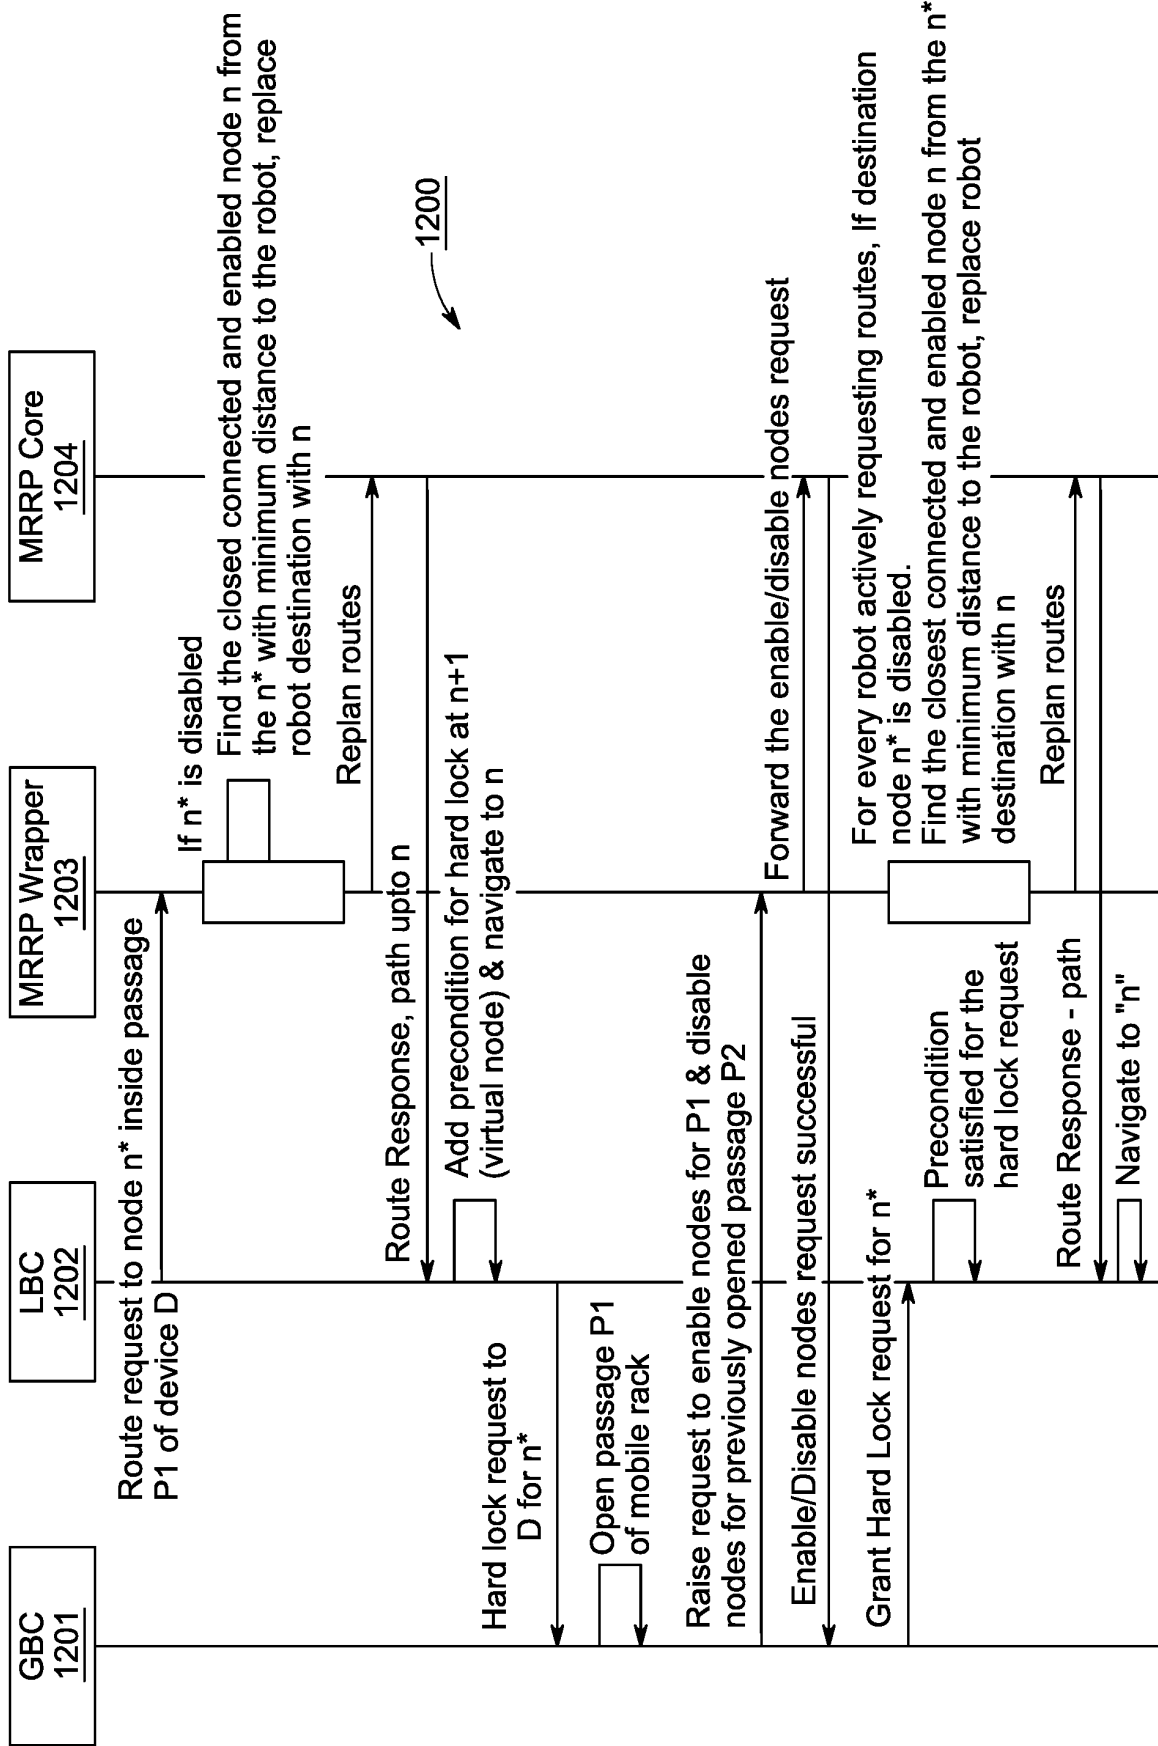 GBC
1201
LBC
1202
MRRP Wrapper
1203
MRRP Core
1204
Route request to node n* inside passage
P1 of device D
If n* is disabled
Find the closed connected and enabled node n from
the n* with minimum distance to the robot, replace
robot destination with n
Replan routes
1200
Route Response, path upto n
Add precondition for hard lock at n+1
(virtual node) & navigate to n
Hard lock request to
D for n*
Open passage P1
of mobile rack
Raise request to enable nodes for P1 & disable
nodes for previously opened passage P2
Forward the enable/disable nodes request
Enable/Disable nodes request successful
For every robot actively requesting routes, If destination
node n* is disabled.
Find the closest connected and enabled node n from the n*
with minimum distance to the robot, replace robot
destination with n
Grant Hard Lock request for n*
Precondition
satisfied for the
hard lock request
Replan routes
Route Response - path
Navigate to "n"